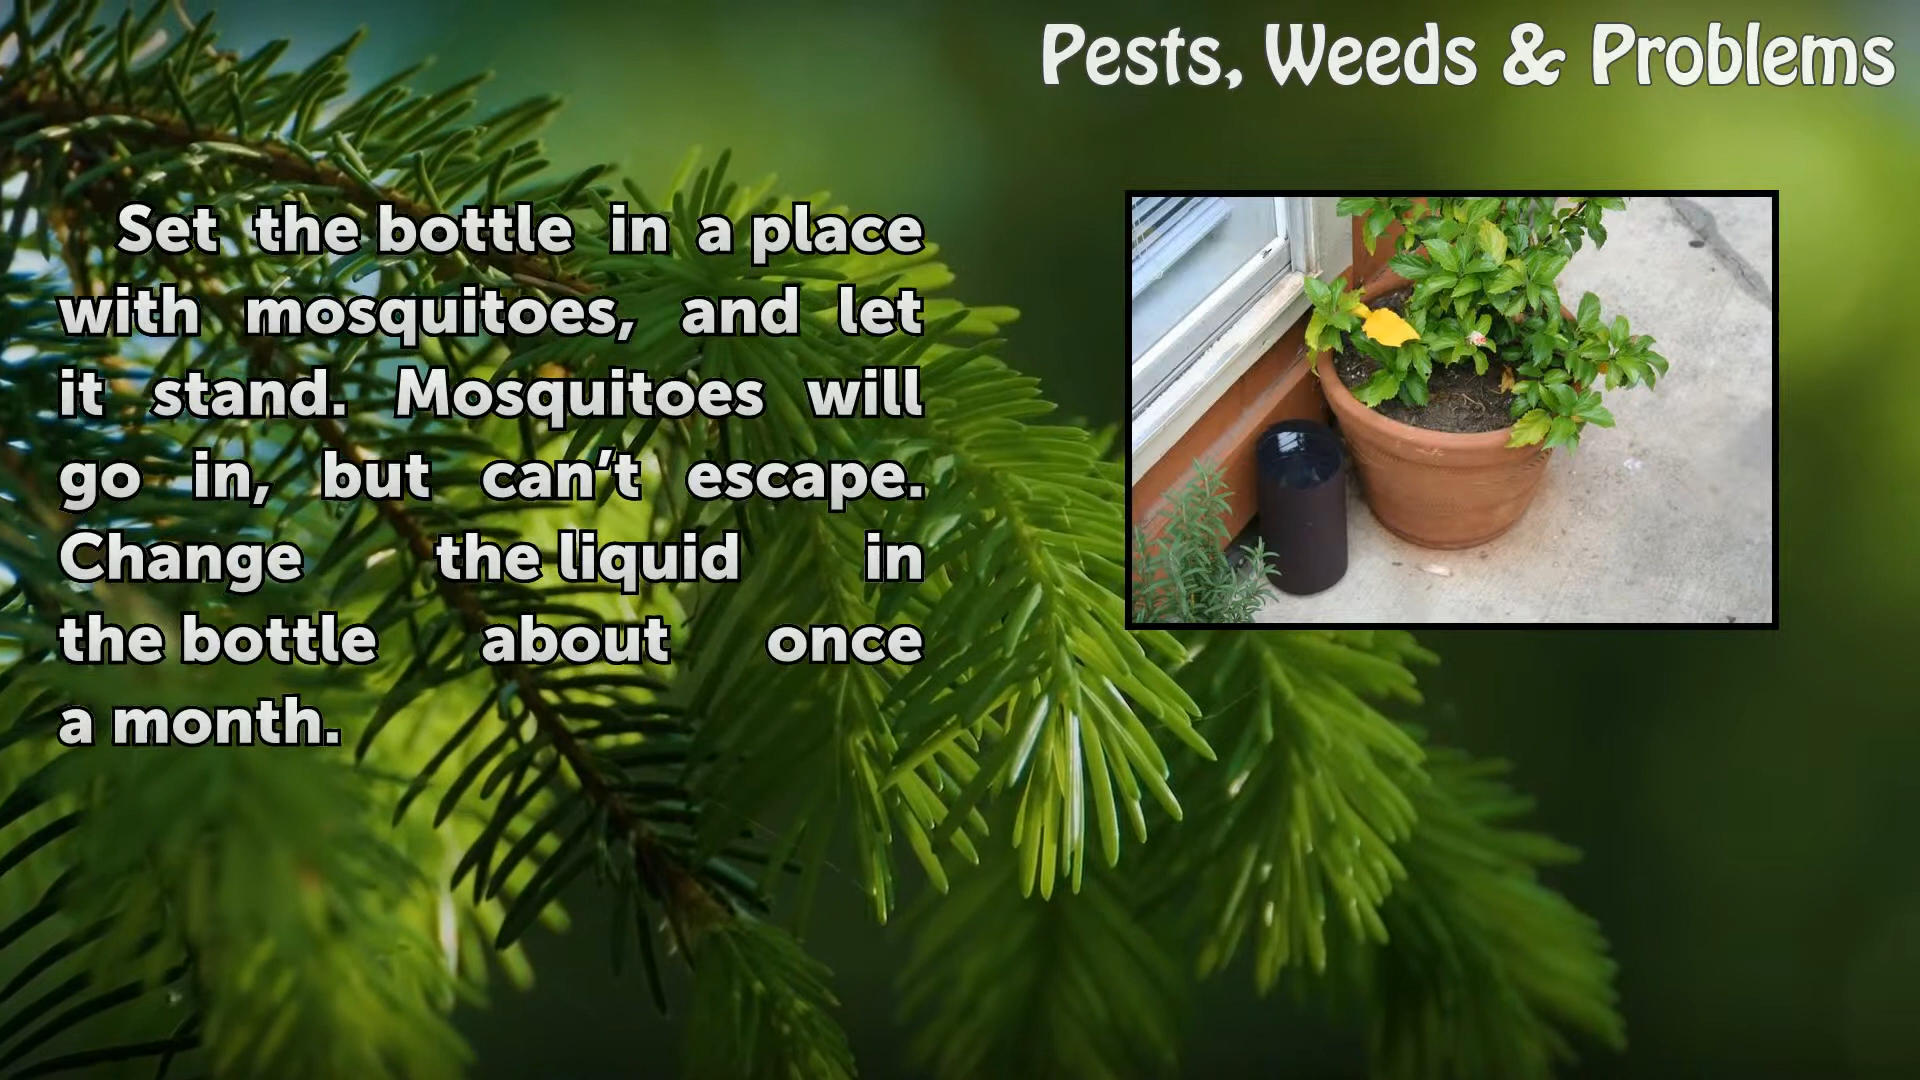 Pests, Weeds & Problems
Set the bottle in a place
with mosquitoes, and let
it stand. Mosquitoes will
go in, but can’t escape.
Change the liquid in
the bottle about once
a month.